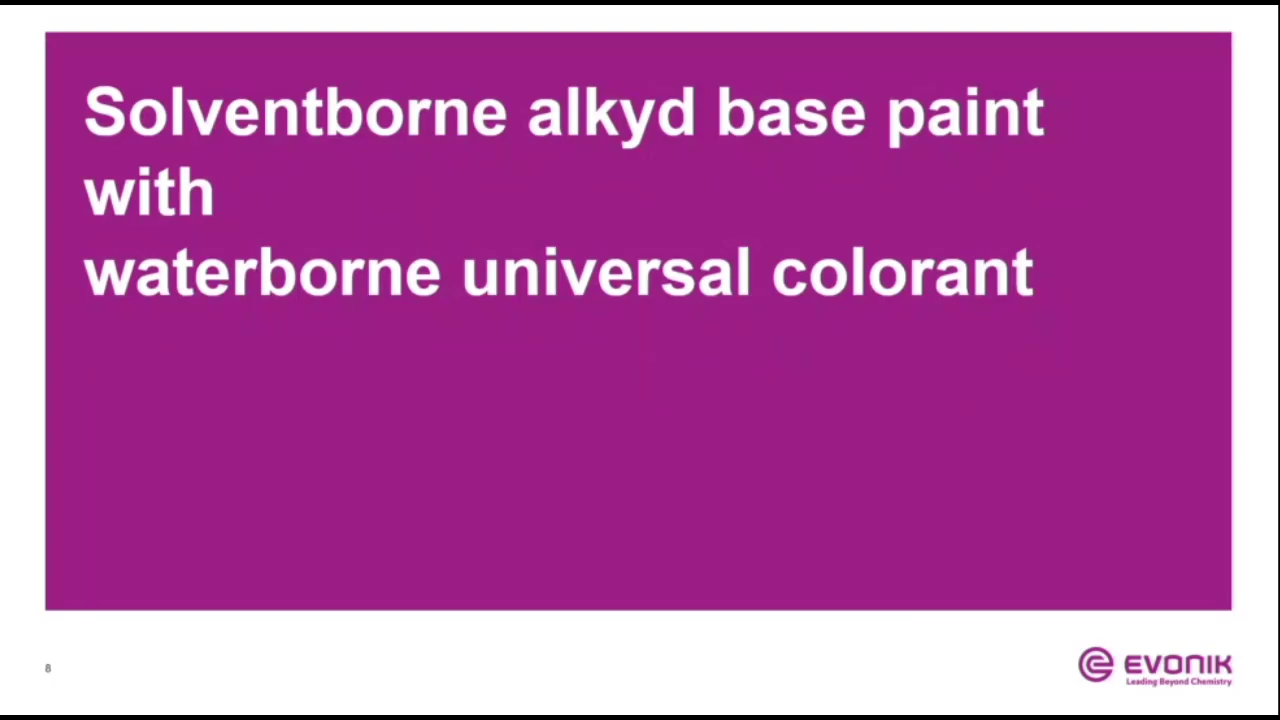 Solventborne alkyd base paint
with
waterborne universal colorant
8
EVONIK
Leading Beyond Chemistry